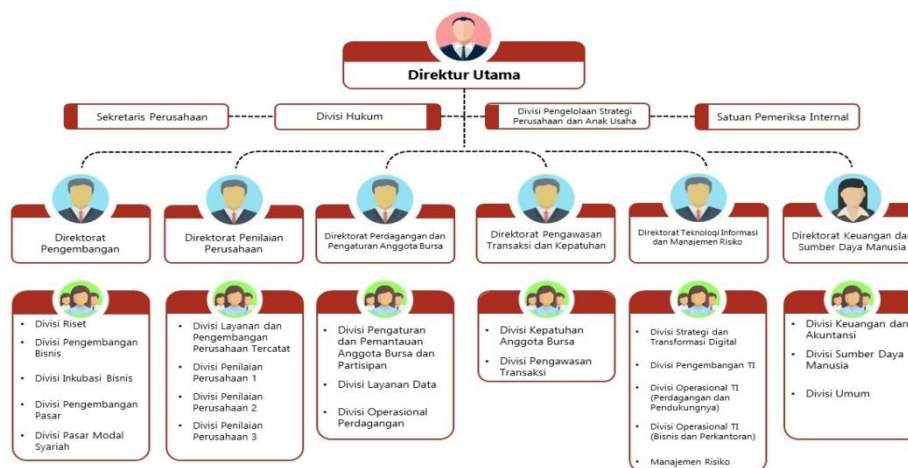 Direktur Utama
Sekretaris Perusahaan
Divisi Hukum
Divisi Pengelolaan Strategi
Perusahaan dan Anak Usaha
Satuan Pemeriksa Internal
Direktorat
Pengembangan
Direktorat Penilaian
Perusahaan
Direktorat Perdagangan dan
Pengaturan Anggota Bursa
Direktorat Pengawasan
Transaksi dan Kepatuhan
Direktorat Teknologi Informasi
dan Manajemen Risiko
Direktorat Keuangan dan
Sumber Daya Manusia
• Divisi Riset
• Divisi Pengembangan
Bisnis
• Divisi Inkubasi Bisnis
• Divisi Pengembangan
Pasar
• Divisi Pasar Modal
Syariah
• Divisi Layanan dan
Pengembangan
Perusahaan Tercatat
• Divisi Penilaian
Perusahaan 1
• Divisi Penilaian
Perusahaan 2
• Divisi Penilaian
Perusahaan 3
• Divisi Pengaturan
dan Pemantauan
Anggota Bursa dan
Partisipan
• Divisi Layanan Data
• Divisi Operasional
Perdagangan
• Divisi Kepatuhan
Anggota Bursa
• Divisi Pengawasan
Transaksi
• Divisi Strategi dan
Transformasi Digital
• Divisi Pengembangan TI
• Divisi Operasional TI
(Perdagangan dan
Pendukungnya)
• Divisi Operasional TI
(Bisnis dan Perkantoran)
• Manajemen Risiko
• Divisi Keuangan dan
Akuntansi
• Divisi Sumber Daya
Manusia
• Divisi Umum